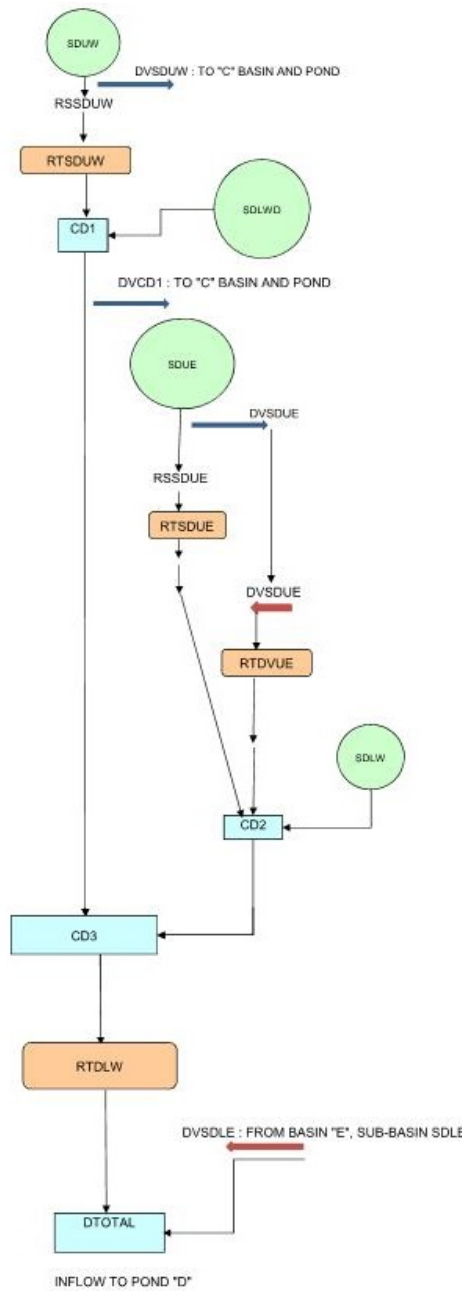 SDUW
DVSDUW : TO "C" BASIN AND POND
RSSDUW
RTSDUW
SDLWD
CD1
DVCD1 : TO "C" BASIN AND POND
SDUE
DVSDUE
RSSDUE
RTSDUE
DVSDUE
RTDVUE
SDLW
CD2
CD3
RTDLW
DVSDLE : FROM BASIN "E", SUB-BASIN SDLE
DTOTAL
INFLOW TO POND "D"